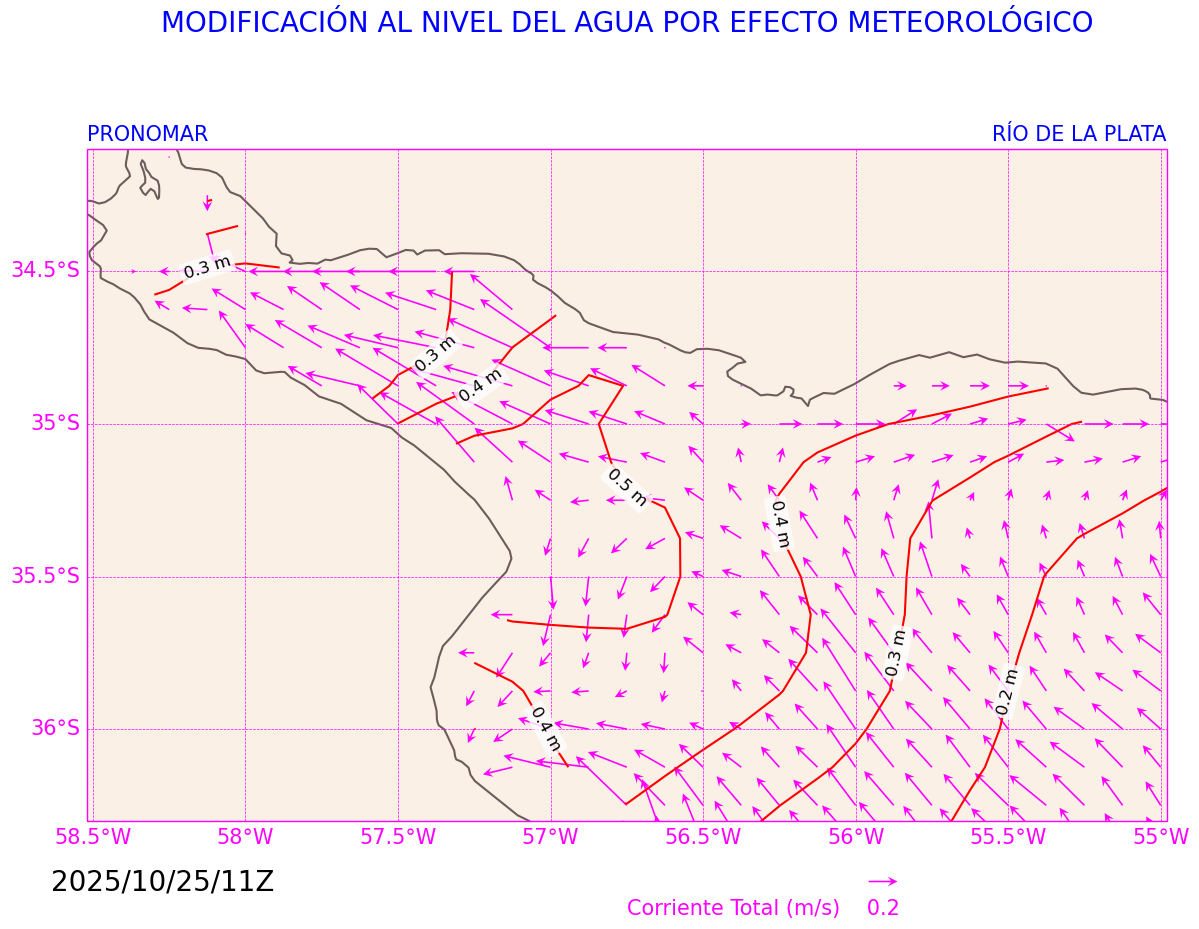 MODIFICACIÓN AL NIVEL DEL AGUA POR EFECTO METEOROLÓGICO
PRONOMAR
RÍO DE LA PLATA
0.3 m
34.5°S
0.3 m
0.4 m
35°S
0.5 m
0.4 m
35.5°S
0.3 m
0.2 m
0.4 m
36°S
58.5°W
58°W
57.5°W
57°W
56.5°W
56°W
55.5°W
55°W
2025/10/25/11Z
Corriente Total (m/s) 0.2